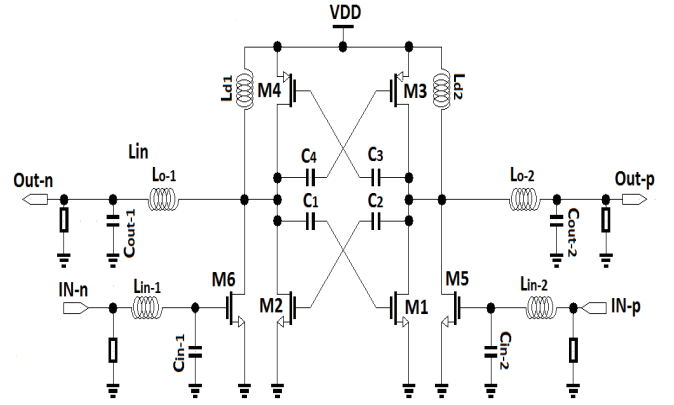 VDD
Ld1
M4
M3
Ld2
C4
C3
Lin
Lo-1
Lo-2
Out-n
Out-p
C1
C2
Cout-1
Cout-2
IN-n
Lin-1
M6
M2
M1
M5
Lin-2
IN-p
Cin-1
Cin-2